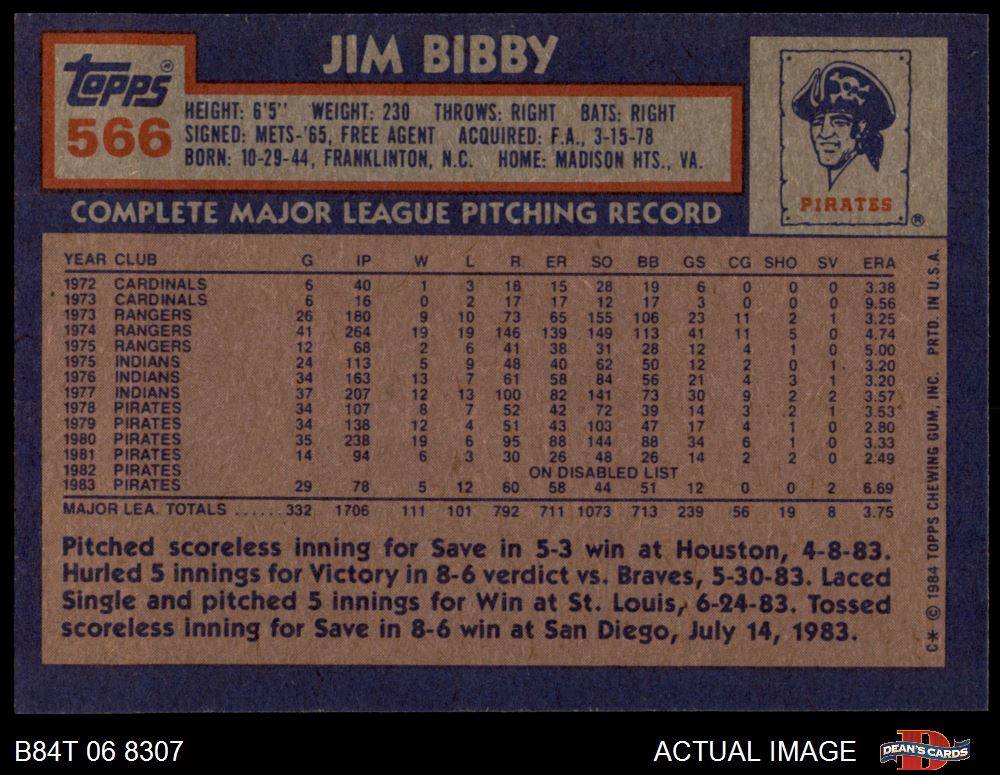 JIM BIBBY
Topps®
566
HEIGHT: 6'5" WEIGHT: 230 THROWS: RIGHT BATS: RIGHT
SIGNED: METS-'65, FREE AGENT ACQUIRED: F.A., 3-15-78
BORN: 10-29-44, FRANKLINTON, N.C. HOME: MADISON HTS., VA.
PIRATES®
COMPLETE MAJOR LEAGUE PITCHING RECORD
YEAR CLUB G IP W L R ER SO BB GS CG SHO SV ERA
1972 CARDINALS 6 40 1 3 18 15 28 19 6 0 0 0 3.38
1973 CARDINALS 6 16 0 2 17 17 12 17 3 0 0 0 9.56
1973 RANGERS 26 180 9 10 73 65 155 106 23 11 2 1 3.25
1974 RANGERS 41 264 19 19 146 139 149 113 41 11 5 0 4.74
1975 RANGERS 12 68 2 6 41 38 31 28 12 4 1 0 5.00
1975 INDIANS 24 113 5 9 48 40 62 50 12 2 0 1 3.20
1976 INDIANS 34 163 13 7 61 58 84 56 21 4 3 1 3.20
1977 INDIANS 37 207 12 13 100 82 141 73 30 9 2 2 3.57
1978 PIRATES 34 107 8 7 52 42 72 39 14 3 2 1 3.53
1979 PIRATES 34 138 12 4 51 43 103 47 17 4 1 0 2.80
1980 PIRATES 35 238 19 6 95 88 144 88 34 6 1 0 3.33
1981 PIRATES 14 94 6 3 30 26 48 26 14 2 2 0 2.49
1982 PIRATES ON DISABLED LIST
1983 PIRATES 29 78 5 12 60 58 44 51 12 0 0 2 6.69
MAJOR LEA. TOTALS ...... 332 1706 111 101 792 711 1073 713 239 56 19 8 3.75
Pitched scoreless inning for Save in 5-3 win at Houston, 4-8-83.
Hurled 5 innings for Victory in 8-6 verdict vs. Braves, 5-30-83. Laced
Single and pitched 5 innings for Win at St. Louis, 6-24-83. Tossed
scoreless inning for Save in 8-6 win at San Diego, July 14, 1983.
C* © 1984 TOPPS CHEWING GUM, INC. PRTD. IN U.S.A.
B84T 06 8307
ACTUAL IMAGE
D
DEAN'S CARDS